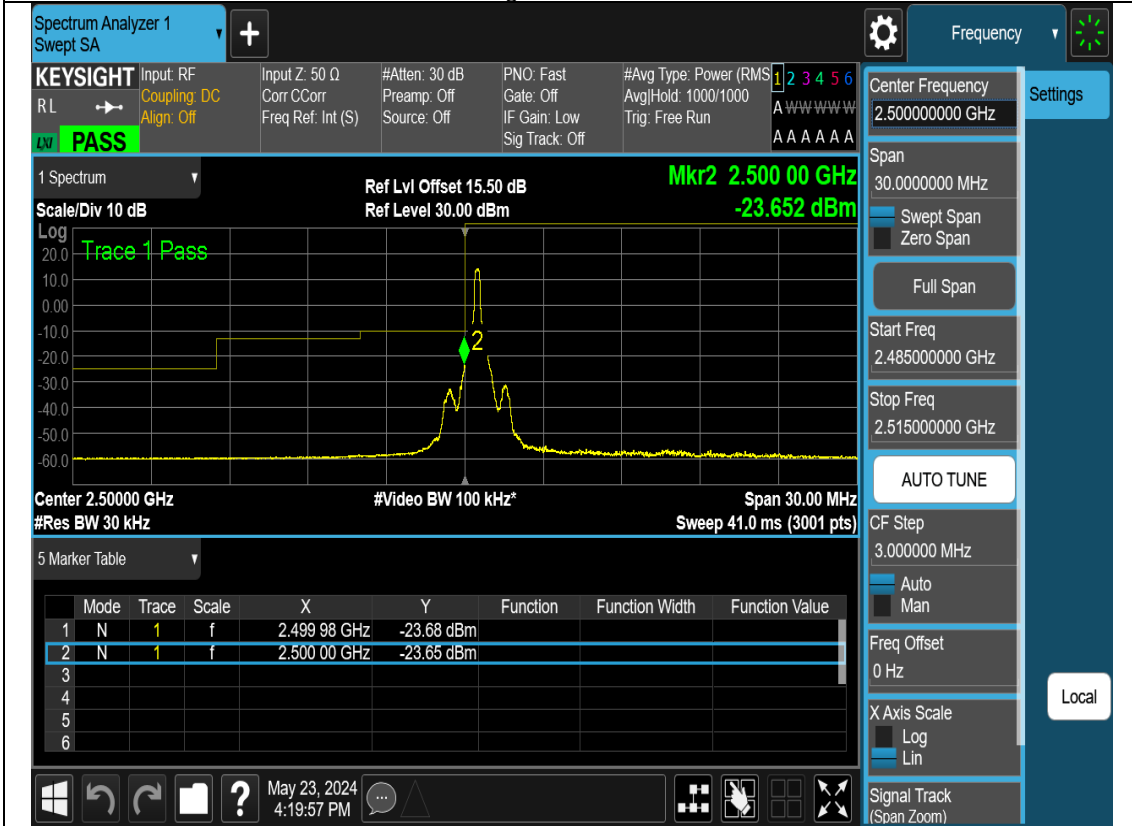 Spectrum Analyzer 1
Swept SA
+
Frequency
KEYSIGHT
RL
LXI
PASS
Input: RF
Coupling: DC
Align: Off
Input Z: 50 Ω
Corr CCorr
Freq Ref: Int (S)
#Atten: 30 dB
Preamp: Off
Source: Off
PNO: Fast
Gate: Off
IF Gain: Low
Sig Track: Off
#Avg Type: Power (RMS
Avg|Hold: 1000/1000
Trig: Free Run
1 2 3 4 5 6
A W W W W W
A A A A A A
1 Spectrum
Scale/Div 10 dB
Ref Lvl Offset 15.50 dB
Ref Level 30.00 dBm
Mkr2 2.500 00 GHz
-23.652 dBm
Log
Trace 1 Pass
20.0
10.0
0.00
-10.0
-20.0
-30.0
-40.0
-50.0
-60.0
2
Center 2.50000 GHz
#Res BW 30 kHz
#Video BW 100 kHz*
Span 30.00 MHz
Sweep 41.0 ms (3001 pts)
5 Marker Table
Mode Trace Scale X Y Function Function Width Function Value
1 N 1 f 2.499 98 GHz -23.68 dBm
2 N 1 f 2.500 00 GHz -23.65 dBm
3
4
5
6
?
May 23, 2024
4:19:57 PM
Center Frequency
2.500000000 GHz
Settings
Span
30.0000000 MHz
Swept Span
Zero Span
Full Span
Start Freq
2.485000000 GHz
Stop Freq
2.515000000 GHz
AUTO TUNE
CF Step
3.000000 MHz
Auto
Man
Freq Offset
0 Hz
Local
X Axis Scale
Log
Lin
Signal Track
(Span Zoom)